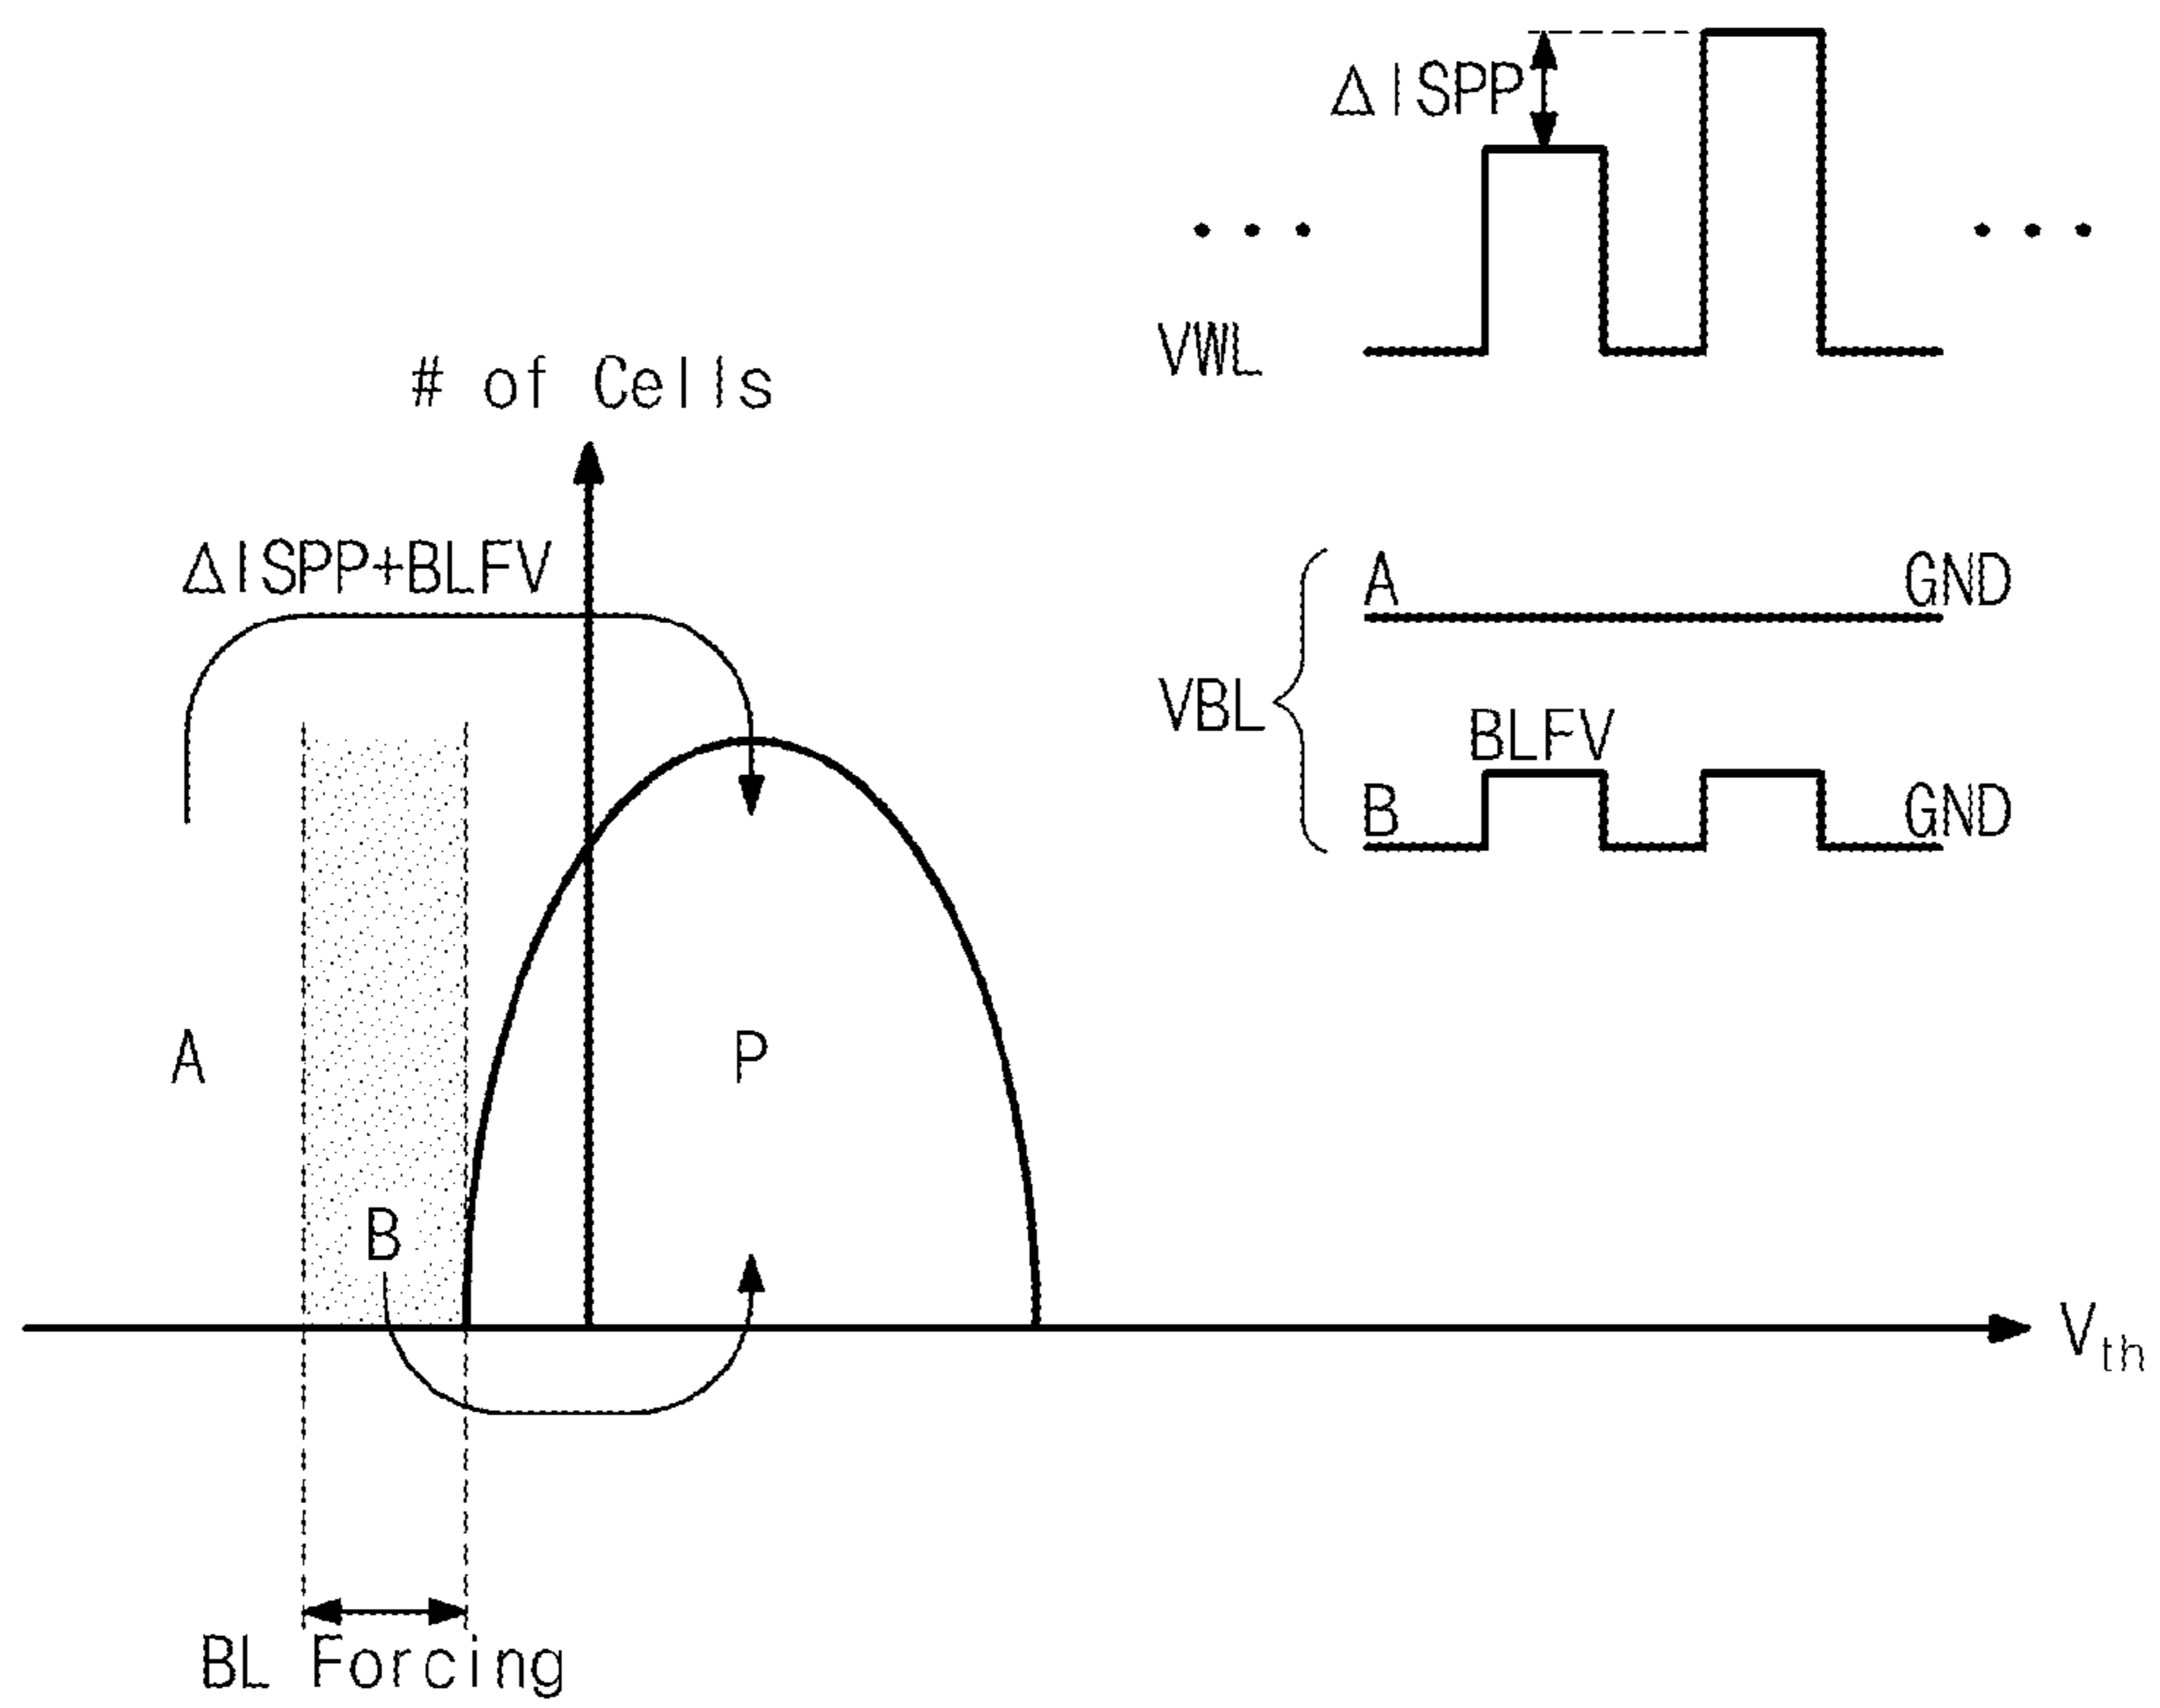 ΔISPP
• • •
• • •
VWL
# of Cells
ΔISPP+BLFV
A GND
VBL
BLFV
B GND
A
P
B
Vth
BL Forcing